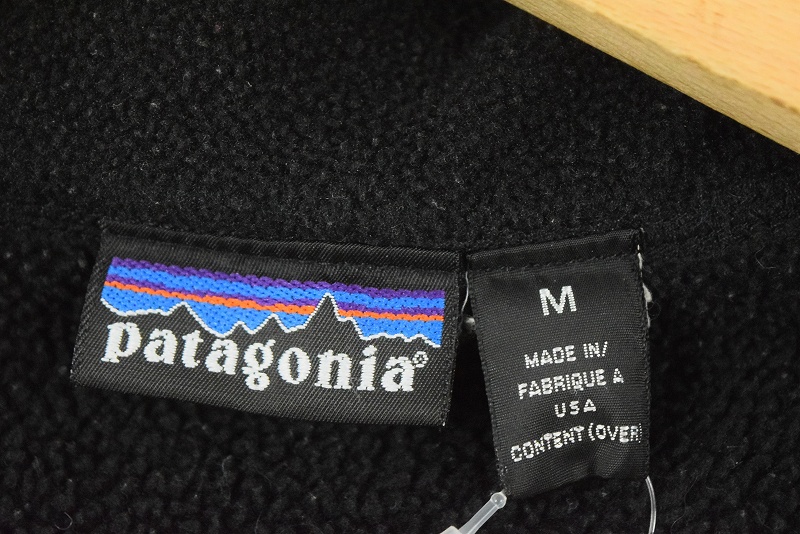 patagonia®
M
MADE IN/
FABRIQUE A
USA
CONTENT (OVER)